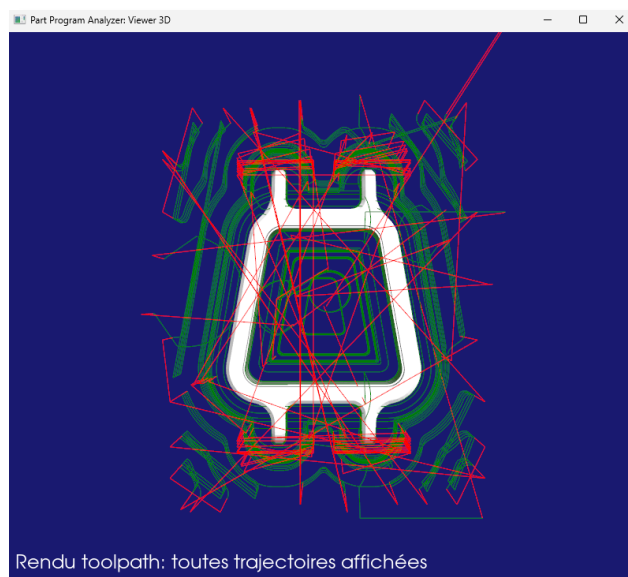 Part Program Analyzer: Viewer 3D
Rendu toolpath: toutes trajectoires affichées